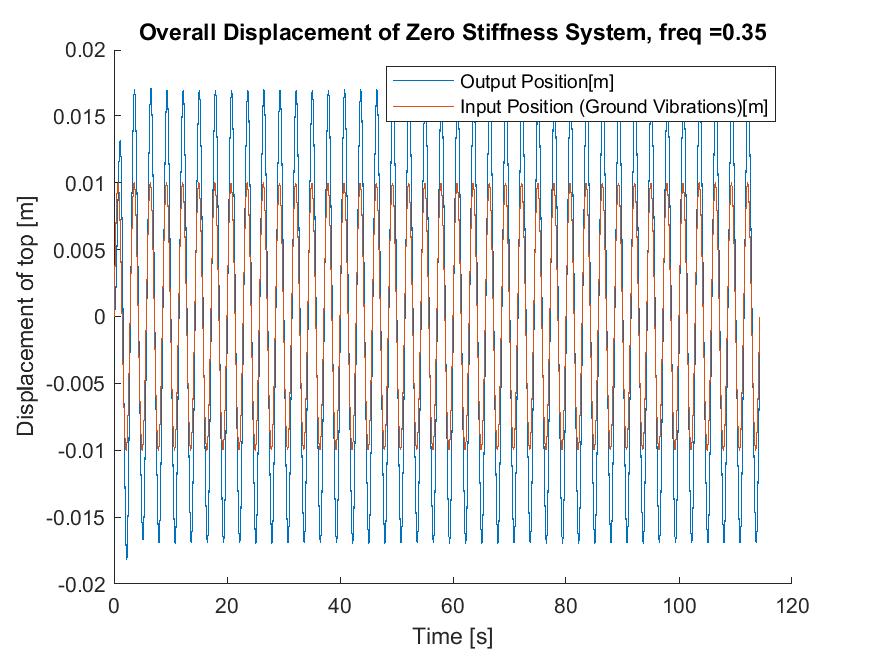 Overall Displacement of Zero Stiffness System, freq =0.35
Output Position[m]
Input Position (Ground Vibrations)[m]
Displacement of top [m]
0.02
0.015
0.01
0.005
0
-0.005
-0.01
-0.015
-0.02
0 20 40 60 80 100 120
Time [s]